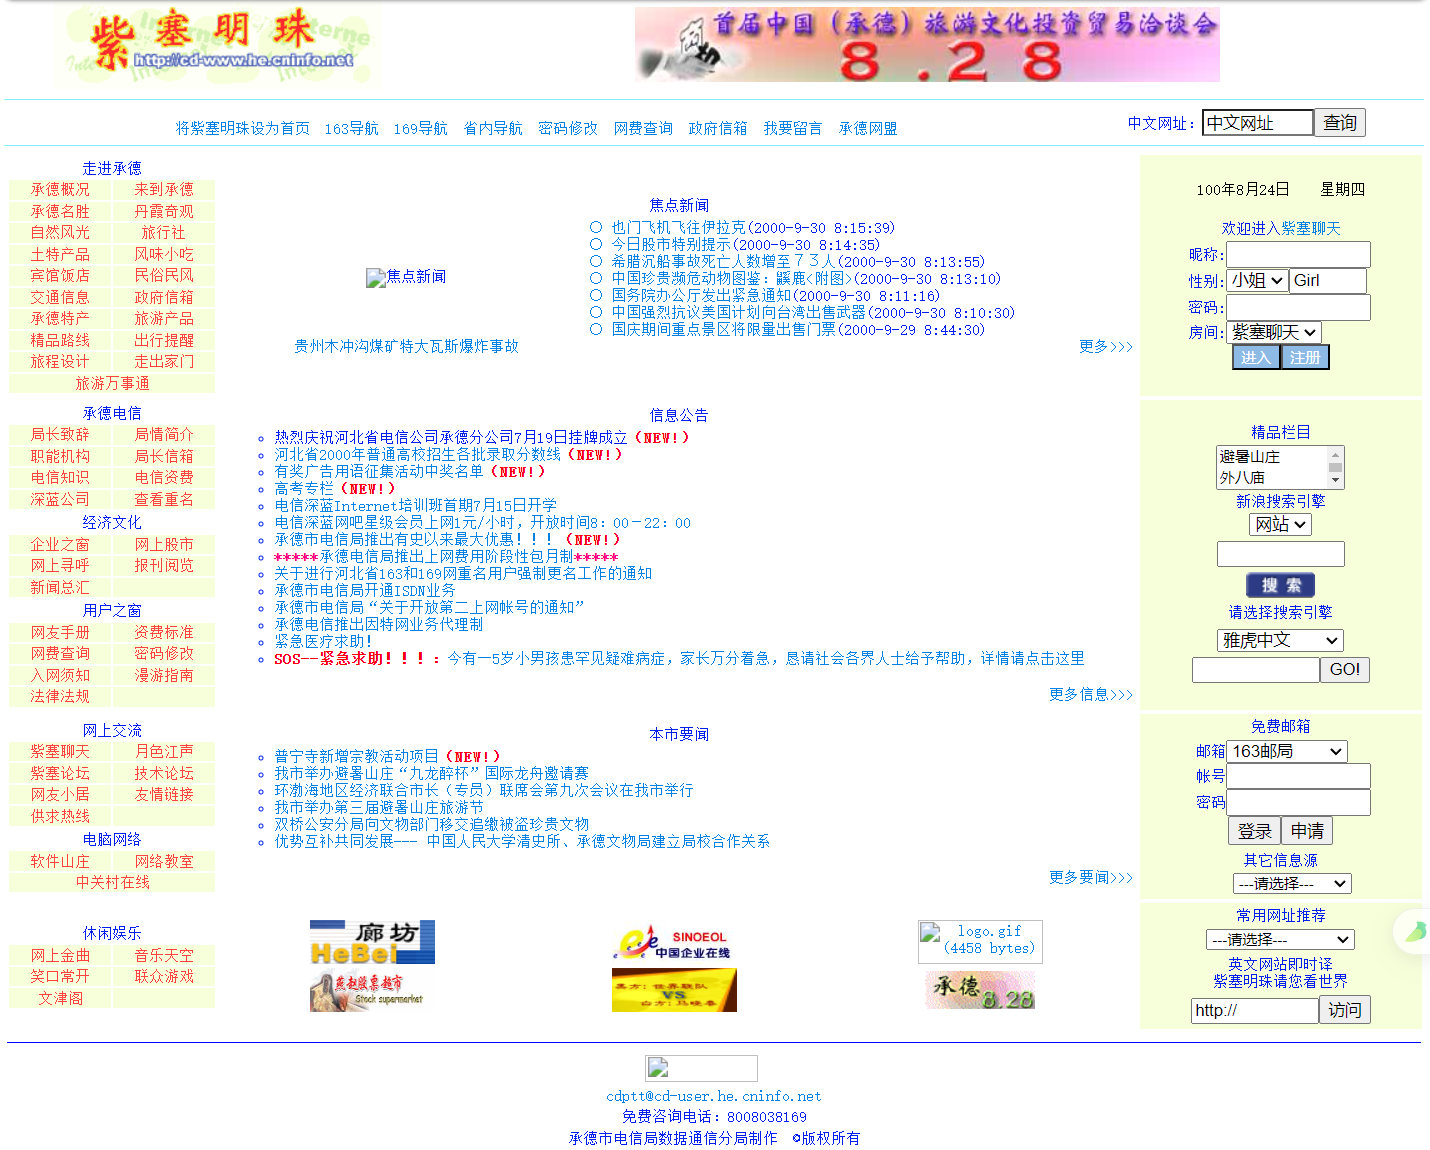 紫塞明珠
http://cd-www.he.cninfo.net
首届中国（承德）旅游文化投资贸易洽谈会
8.28
将紫塞明珠设为首页 163导航 169导航 省内导航 密码修改 网费查询 政府信箱 我要留言 承德网盟
中文网址：中文网址 查询
走进承德
承德概况 来到承德
承德名胜 丹霞奇观
自然风光 旅行社
土特产品 风味小吃
宾馆饭店 民俗民风
交通信息 政府信箱
承德特产 旅游产品
精品路线 出行提醒
旅程设计 走出家门
旅游万事通
承德电信
局长致辞 局情简介
职能机构 局长信箱
电信知识 电信资费
深蓝公司 查看重名
经济文化
企业之窗 网上股市
网上寻呼 报刊阅览
新闻总汇
用户之窗
网友手册 资费标准
网费查询 密码修改
入网须知 漫游指南
法律法规
网上交流
紫塞聊天 月色江声
紫塞论坛 技术论坛
网友小居 友情链接
供求热线
电脑网络
软件山庄 网络教室
中关村在线
休闲娱乐
网上金曲 音乐天空
笑口常开 联众游戏
文津阁
焦点新闻
焦点新闻
贵州木冲沟煤矿特大瓦斯爆炸事故
也门飞机飞往伊拉克(2000-9-30 8:15:39)
今日股市特别提示(2000-9-30 8:14:35)
希腊沉船事故死亡人数增至７３人(2000-9-30 8:13:55)
中国珍贵濒危动物图鉴：鼷鹿<附图>(2000-9-30 8:13:10)
国务院办公厅发出紧急通知(2000-9-30 8:11:16)
中国强烈抗议美国计划向台湾出售武器(2000-9-30 8:10:30)
国庆期间重点景区将限量出售门票(2000-9-29 8:44:30)
更多>>>
信息公告
热烈庆祝河北省电信公司承德分公司7月19日挂牌成立（NEW!）
河北省2000年普通高校招生各批录取分数线（NEW!）
有奖广告用语征集活动中奖名单（NEW!）
高考专栏（NEW!）
电信深蓝Internet培训班首期7月15日开学
电信深蓝网吧星级会员上网1元/小时，开放时间8：00－22：00
承德市电信局推出有史以来最大优惠！！！（NEW!）
*****承德电信局推出上网费用阶段性包月制*****
关于进行河北省163和169网重名用户强制更名工作的通知
承德市电信局开通ISDN业务
承德市电信局“关于开放第二上网帐号的通知”
承德电信推出因特网业务代理制
紧急医疗求助!
SOS--紧急求助！！！：今有一5岁小男孩患罕见疑难病症，家长万分着急，恳请社会各界人士给予帮助，详情请点击这里
更多信息>>>
本市要闻
普宁寺新增宗教活动项目（NEW!）
我市举办避暑山庄“九龙醉杯”国际龙舟邀请赛
环渤海地区经济联合市长（专员）联席会第九次会议在我市举行
我市举办第三届避暑山庄旅游节
双桥公安分局向文物部门移交追缴被盗珍贵文物
优势互补共同发展--- 中国人民大学清史所、承德文物局建立局校合作关系
更多要闻>>>
廊坊
HeBei
SINOEOL
中国企业在线
logo.gif
(4458 bytes)
燕赵股票超市
Stock supermarket
黑方：世界联队
VS
白方：马晓春
承德
8.28
100年8月24日 星期四
欢迎进入紫塞聊天
昵称:
性别: 小姐 Girl
密码:
房间: 紫塞聊天
进入 注册
精品栏目
避暑山庄
外八庙
新浪搜索引擎
网站
搜 索
请选择搜索引擎
雅虎中文
GO!
免费邮箱
邮箱 163邮局
帐号
密码
登录 申请
其它信息源
---请选择---
常用网址推荐
---请选择---
英文网站即时译
紫塞明珠请您看世界
http:// 访问
cdptt@cd-user.he.cninfo.net
免费咨询电话：8008038169
承德市电信局数据通信分局制作 ©版权所有